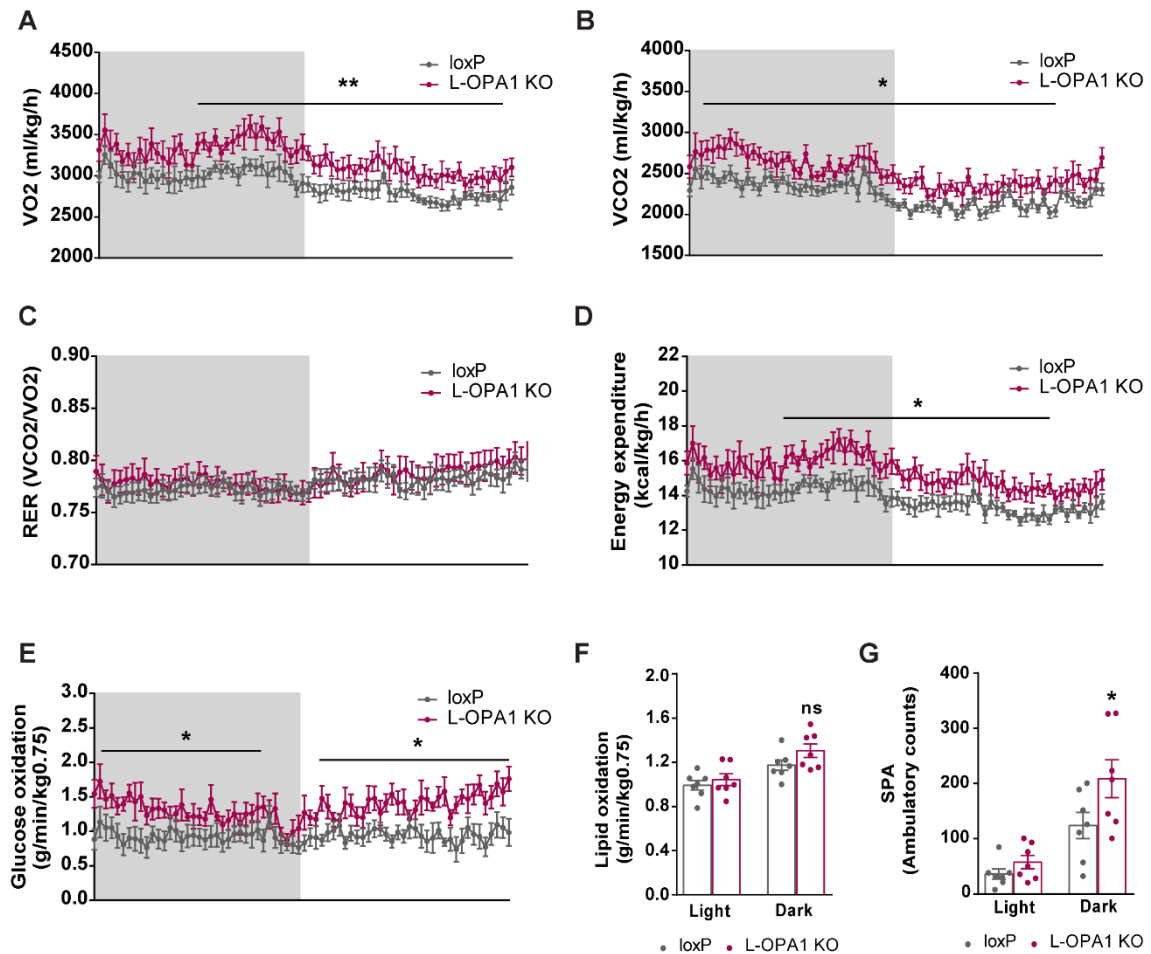 A
4500
4000
3500
3000
2500
2000
VO2 (ml/kg/h)
loxP
L-OPA1 KO
**
B
4000
3500
3000
2500
2000
1500
VCO2 (ml/kg/h)
loxP
L-OPA1 KO
*
C
0.90
0.85
0.80
0.75
0.70
RER (VCO2/VO2)
loxP
L-OPA1 KO
D
22
20
18
16
14
12
10
Energy expenditure
(kcal/kg/h)
loxP
L-OPA1 KO
*
E
3.0
2.5
2.0
1.5
1.0
0.5
0.0
Glucose oxidation
(g/min/kg0.75)
loxP
L-OPA1 KO
*
*
F
2.0
1.6
1.2
0.8
0.4
0.0
Lipid oxidation
(g/min/kg0.75)
ns
Light
Dark
loxP
L-OPA1 KO
G
400
300
200
100
0
SPA
(Ambulatory counts)
*
Light
Dark
loxP
L-OPA1 KO